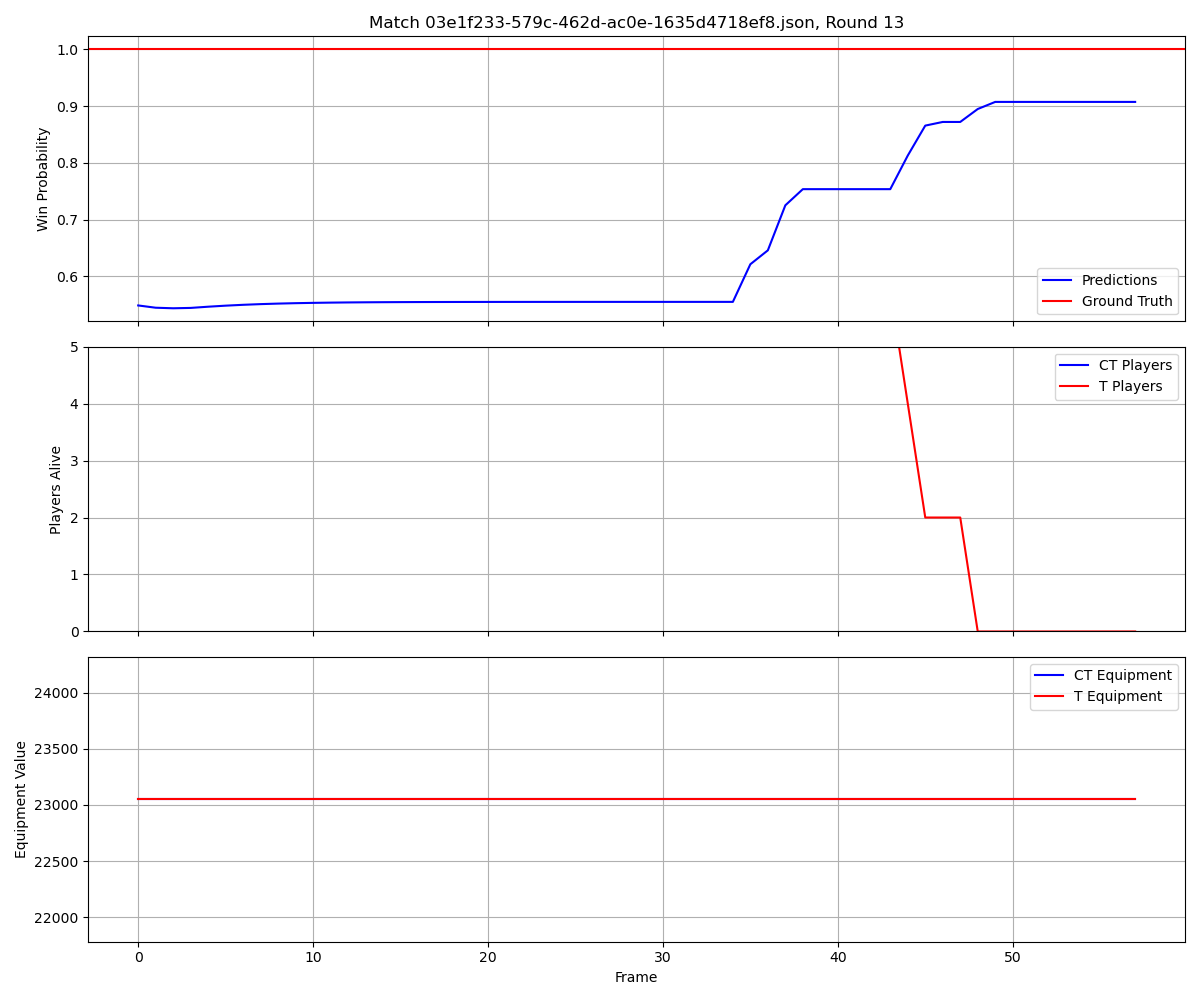 Match 03e1f233-579c-462d-ac0e-1635d4718ef8.json, Round 13
1.0
0.9
0.8
0.7
0.6
Win Probability
Predictions
Ground Truth
5
4
3
2
1
0
Players Alive
CT Players
T Players
24000
23500
23000
22500
22000
Equipment Value
CT Equipment
T Equipment
0 10 20 30 40 50
Frame